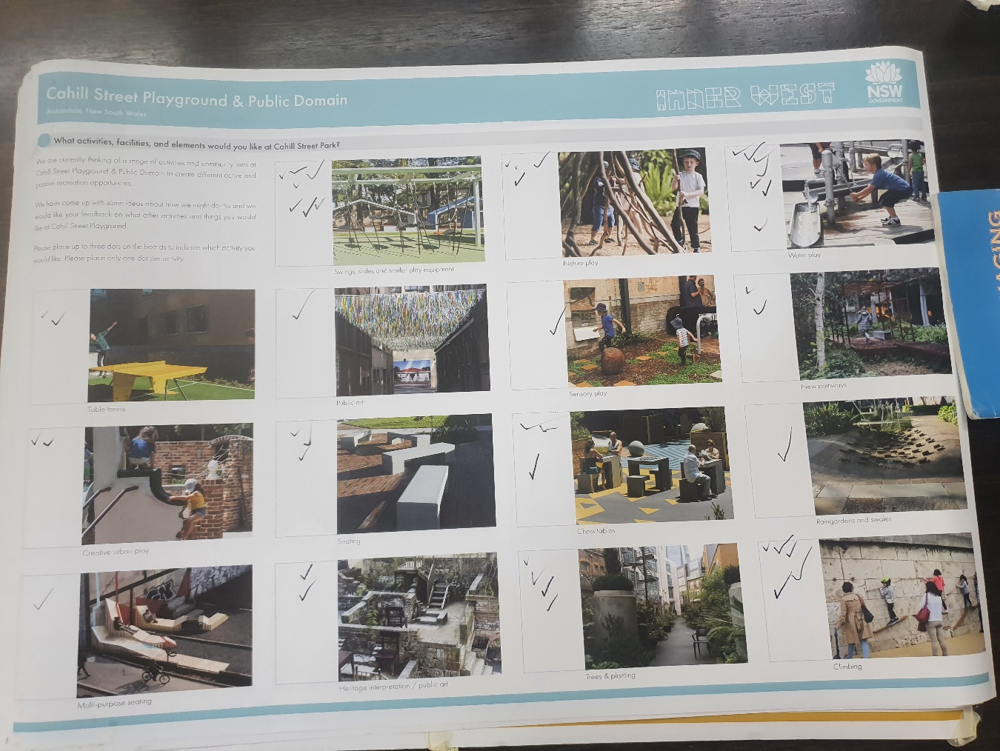 Cahill Street Playground & Public Domain
Annandale, New South Wales
INNER WEST
NSW
GOVERNMENT
What activities, facilities, and elements would you like at Cahill Street Park?
We are currently thinking of a range of activities and community uses at
Cahill Street Playground & Public Domain to create different active and
passive recreation opportunities.
We have come up with some ideas about how we might do this and we
would like your feedback on what other activities and things you would
like at Cahill Street Playground.
Please place up to three dots on the boards to indicate which activity you
would like. Please place only one dot per activity.
Swings, slides and similar play equipment
Nature play
Water play
Table tennis
Public art
Sensory play
New pathways
Creative urban play
Seating
Chess tables
Raingardens and swales
Multi-purpose seating
Heritage interpretation / public art
Trees & planting
Climbing